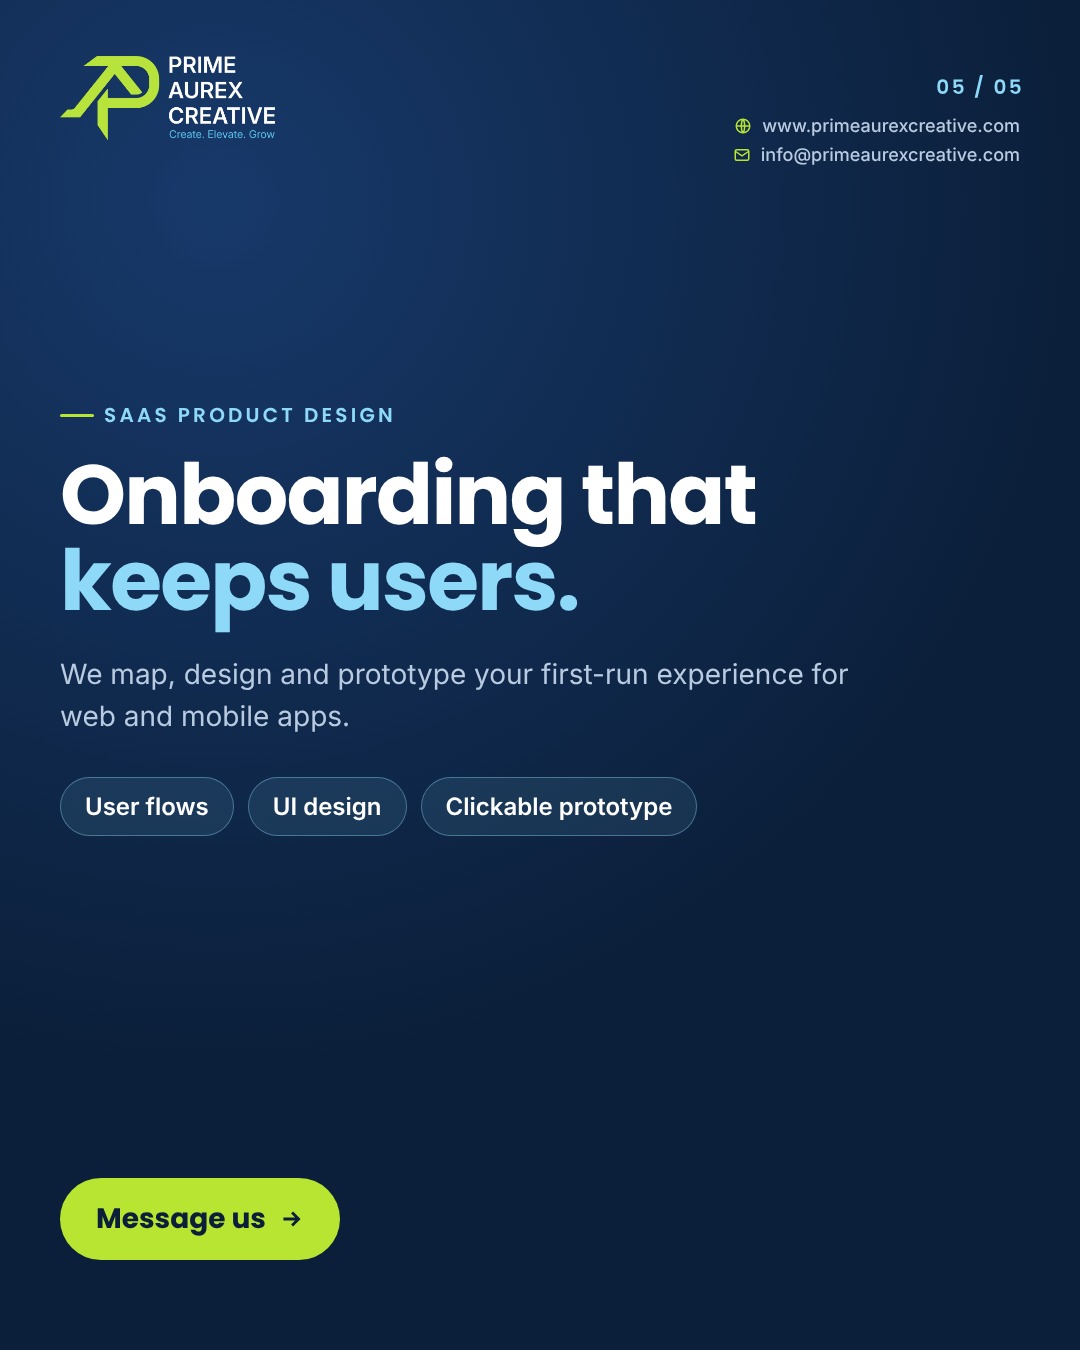 PRIME
AUREX
CREATIVE
Create. Elevate. Grow
05 / 05
www.primeaurexcreative.com
info@primeaurexcreative.com
SAAS PRODUCT DESIGN
Onboarding that
keeps users.
We map, design and prototype your first-run experience for
web and mobile apps.
User flows
UI design
Clickable prototype
Message us →